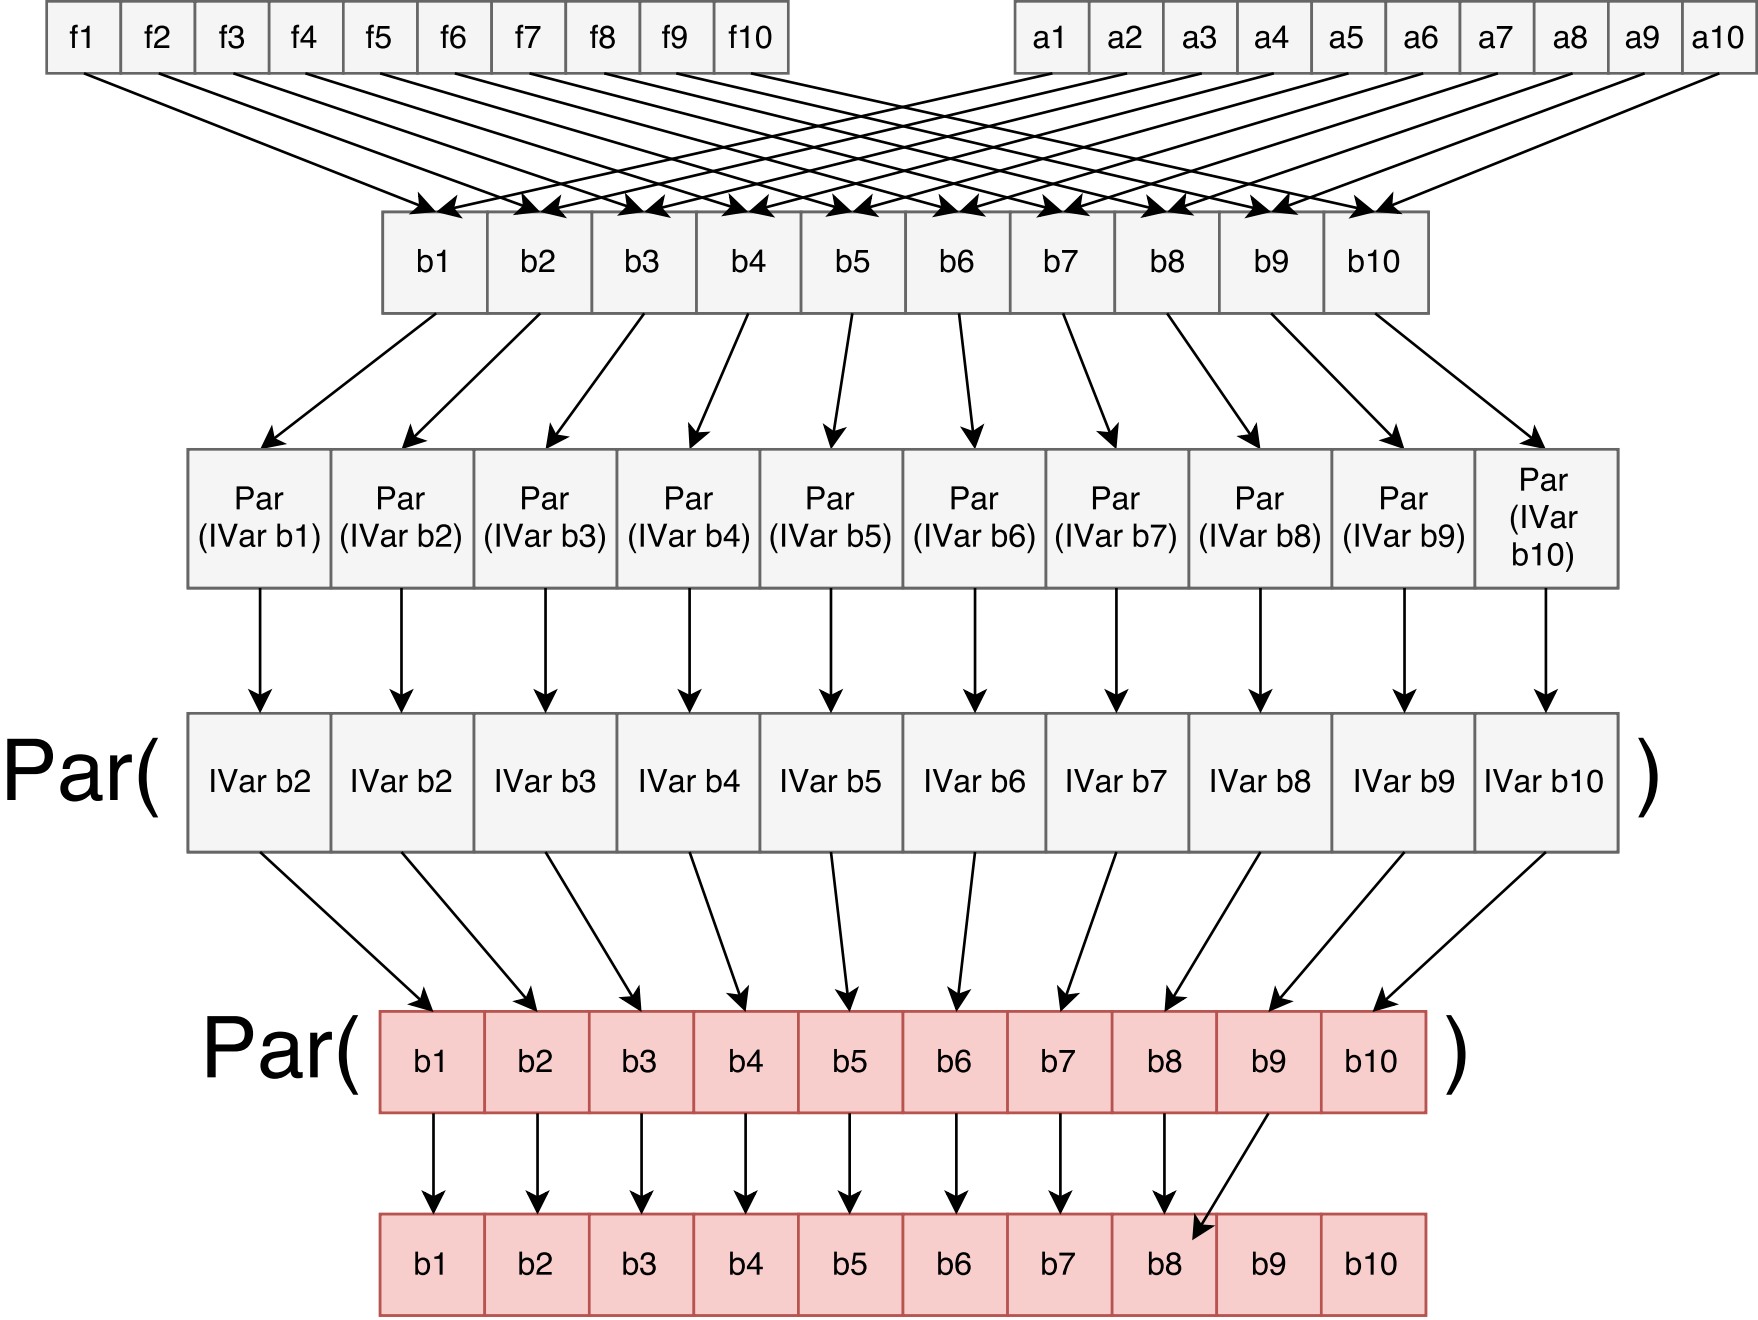 f1 f2 f3 f4 f5 f6 f7 f8 f9 f10 a1 a2 a3 a4 a5 a6 a7 a8 a9 a10
b1 b2 b3 b4 b5 b6 b7 b8 b9 b10
Par (IVar b1) Par (IVar b2) Par (IVar b3) Par (IVar b4) Par (IVar b5) Par (IVar b6) Par (IVar b7) Par (IVar b8) Par (IVar b9) Par (IVar b10)
Par( IVar b2 IVar b2 IVar b3 IVar b4 IVar b5 IVar b6 IVar b7 IVar b8 IVar b9 IVar b10 )
Par( b1 b2 b3 b4 b5 b6 b7 b8 b9 b10 )
b1 b2 b3 b4 b5 b6 b7 b8 b9 b10